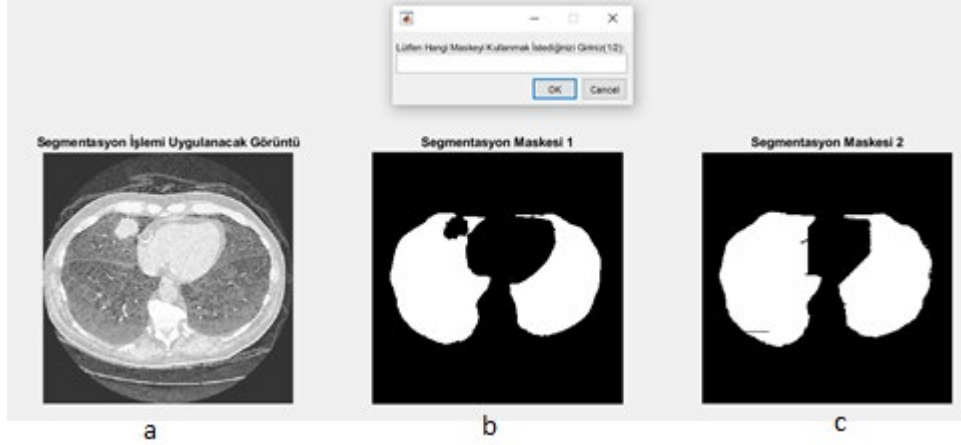 Lütfen Hangi Maskeyi Kullanmak İstediğinizi Giriniz(1/2):
OK
Cancel
Segmentasyon İşlemi Uygulanacak Görüntü
Segmentasyon Maskesi 1
Segmentasyon Maskesi 2
a
b
c